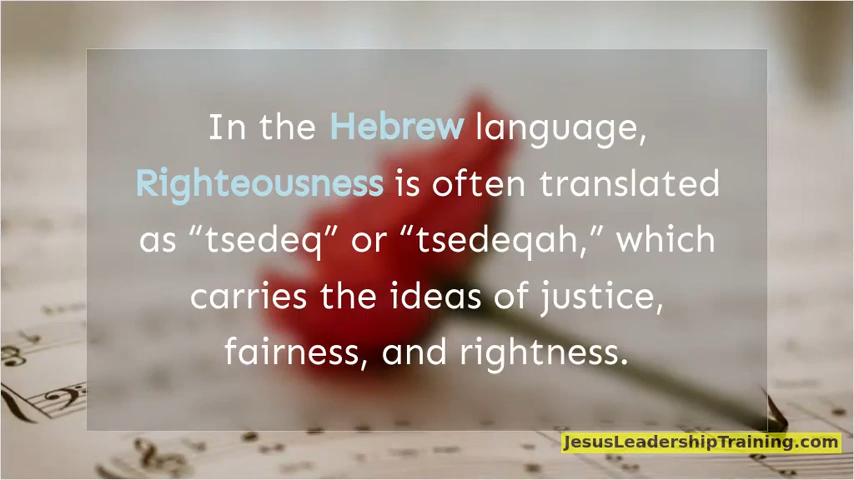 In the Hebrew language,
Righteousness is often translated
as “tsedeq” or “tsedeqah,” which
carries the ideas of justice,
fairness, and rightness.
JesusLeadershipTraining.com